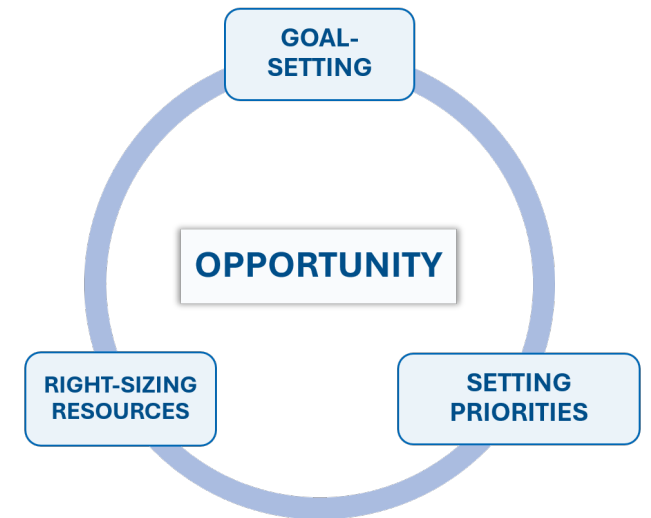 GOAL-
SETTING
OPPORTUNITY
RIGHT-SIZING
RESOURCES
SETTING
PRIORITIES